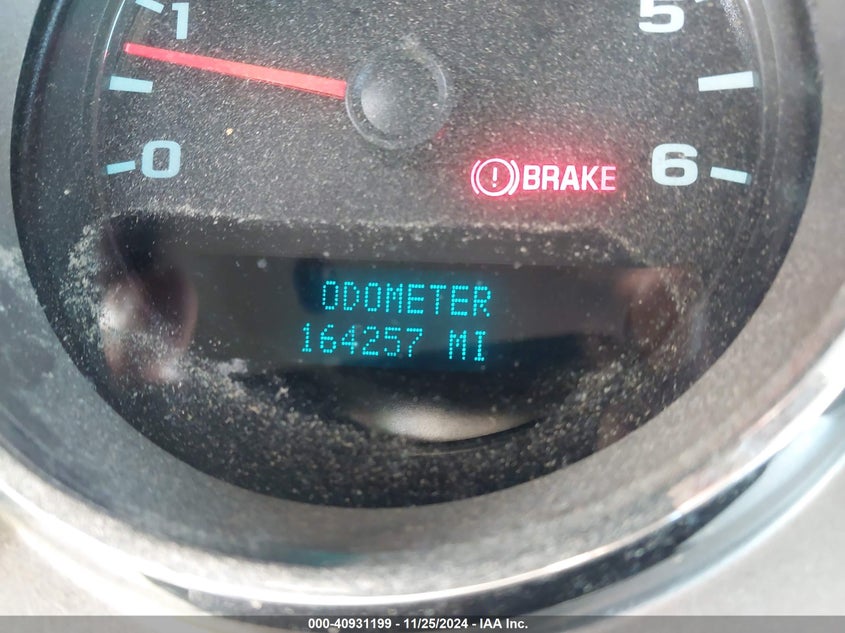 1 5
0 6
(!) BRAKE
ODOMETER
164257 MI
000-40931199 - 11/25/2024 - IAA Inc.